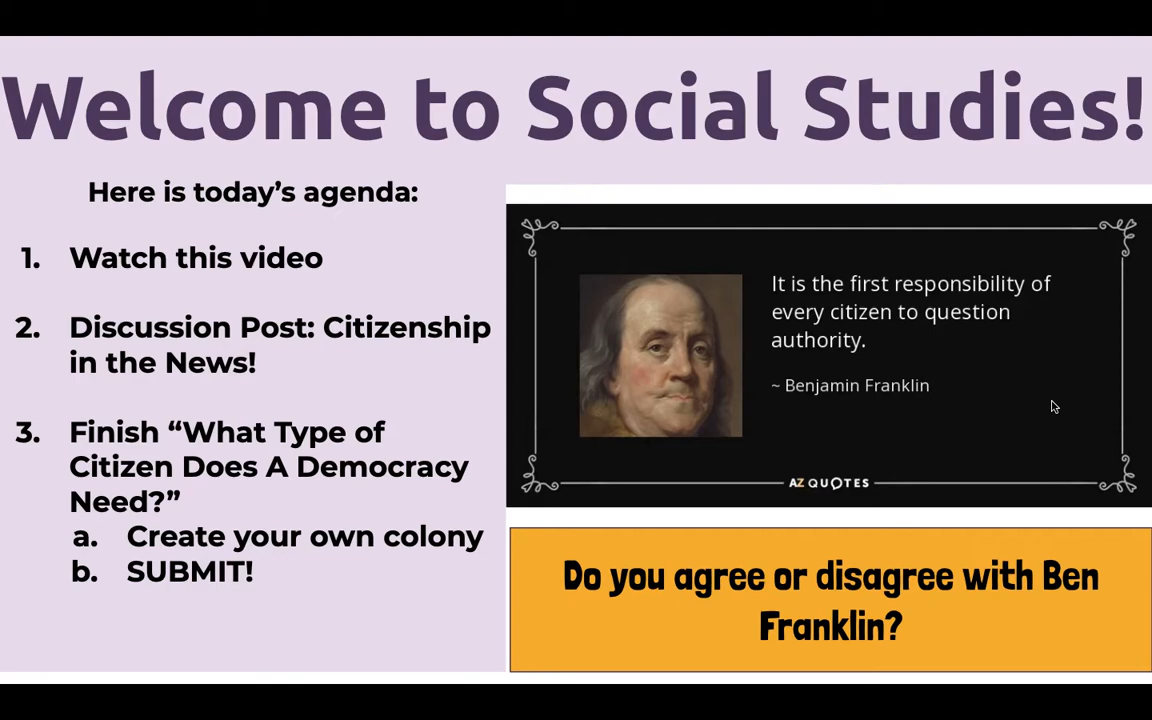 Welcome to Social Studies!
Here is today’s agenda:
1. Watch this video
2. Discussion Post: Citizenship
in the News!
3. Finish “What Type of
Citizen Does A Democracy
Need?”
a. Create your own colony
b. SUBMIT!
It is the first responsibility of
every citizen to question
authority.
~ Benjamin Franklin
AZ QUOTES
Do you agree or disagree with Ben
Franklin?